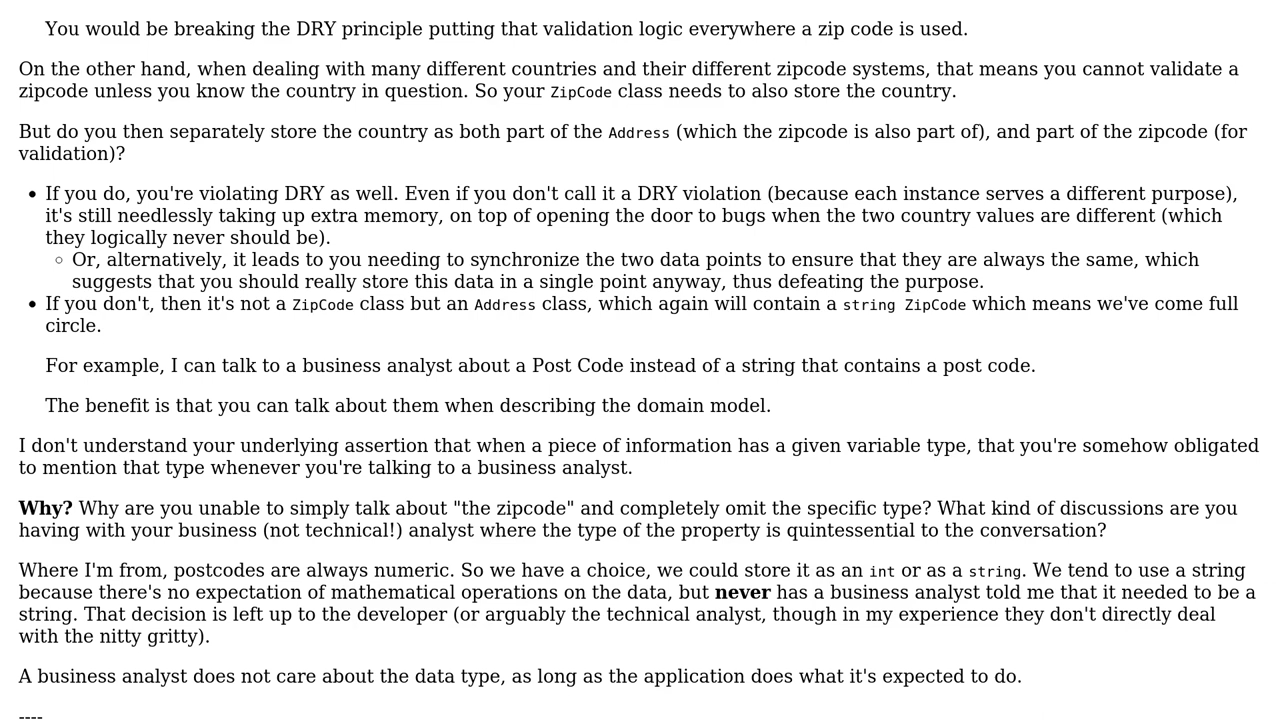 You would be breaking the DRY principle putting that validation logic everywhere a zip code is used.
On the other hand, when dealing with many different countries and their different zipcode systems, that means you cannot validate a
zipcode unless you know the country in question. So your ZipCode class needs to also store the country.
But do you then separately store the country as both part of the Address (which the zipcode is also part of), and part of the zipcode (for
validation)?
• If you do, you're violating DRY as well. Even if you don't call it a DRY violation (because each instance serves a different purpose),
it's still needlessly taking up extra memory, on top of opening the door to bugs when the two country values are different (which
they logically never should be).
◦ Or, alternatively, it leads to you needing to synchronize the two data points to ensure that they are always the same, which
suggests that you should really store this data in a single point anyway, thus defeating the purpose.
• If you don't, then it's not a ZipCode class but an Address class, which again will contain a string ZipCode which means we've come full
circle.
For example, I can talk to a business analyst about a Post Code instead of a string that contains a post code.
The benefit is that you can talk about them when describing the domain model.
I don't understand your underlying assertion that when a piece of information has a given variable type, that you're somehow obligated
to mention that type whenever you're talking to a business analyst.
Why? Why are you unable to simply talk about "the zipcode" and completely omit the specific type? What kind of discussions are you
having with your business (not technical!) analyst where the type of the property is quintessential to the conversation?
Where I'm from, postcodes are always numeric. So we have a choice, we could store it as an int or as a string. We tend to use a string
because there's no expectation of mathematical operations on the data, but never has a business analyst told me that it needed to be a
string. That decision is left up to the developer (or arguably the technical analyst, though in my experience they don't directly deal
with the nitty gritty).
A business analyst does not care about the data type, as long as the application does what it's expected to do.
----